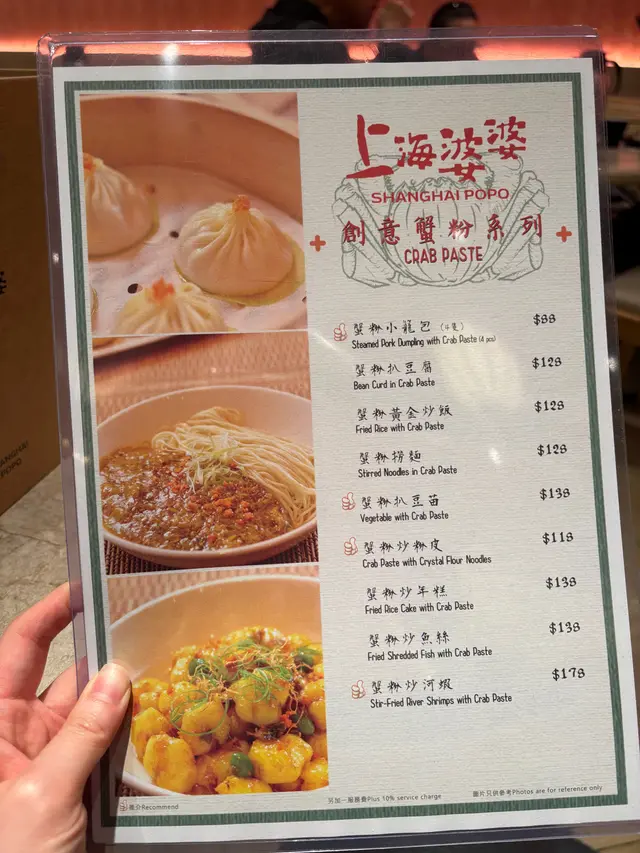 上海婆婆
SHANGHAI POPO
創意蟹粉系列
CRAB PASTE
蟹粉小籠包 (4隻) $88
Steamed Pork Dumpling with Crab Paste (4 pcs)
蟹粉扒豆腐 $128
Bean Curd in Crab Paste
蟹粉黃金炒飯 $128
Fried Rice with Crab Paste
蟹粉撈麵 $128
Stirred Noodles in Crab Paste
蟹粉扒豆苗 $138
Vegetable with Crab Paste
蟹粉炒粉皮 $118
Crab Paste with Crystal Flour Noodles
蟹粉炒年糕 $138
Fried Rice Cake with Crab Paste
蟹粉炒魚絲 $138
Fried Shredded Fish with Crab Paste
蟹粉炒河蝦 $178
Stir-Fried River Shrimps with Crab Paste
推介Recommend
另加一服務費Plus 10% service charge
圖片只供參考Photos are for reference only
POPO